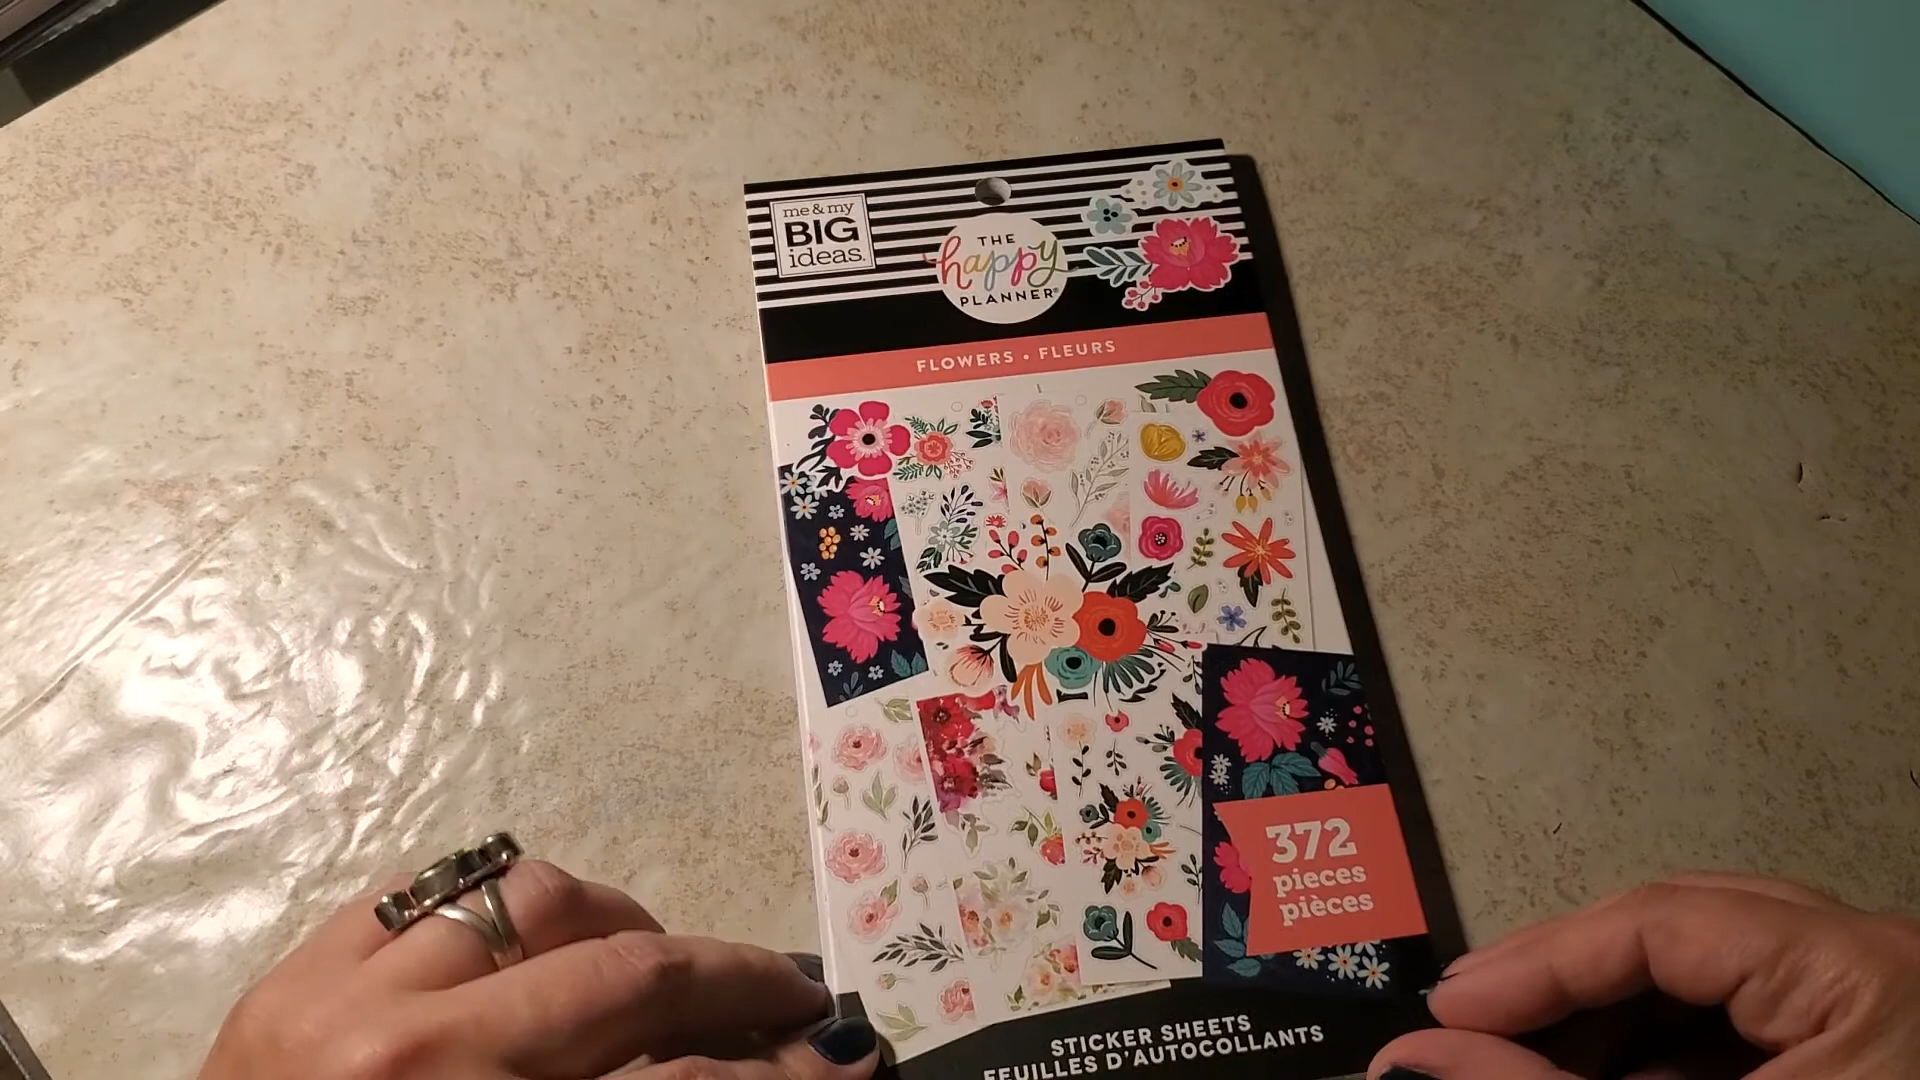 me & my
BIG
ideas.
THE
happy
PLANNER®
FLOWERS • FLEURS
372
pieces
pièces
STICKER SHEETS
FEUILLES D'AUTOCOLLANTS